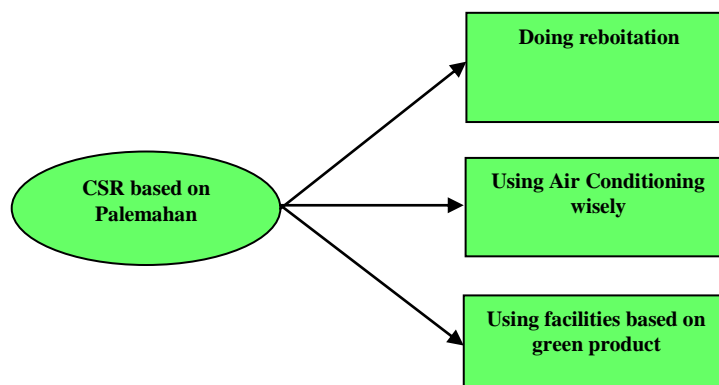 Doing reboitation
CSR based on
Palemahan
Using Air Conditioning
wisely
Using facilities based on
green product